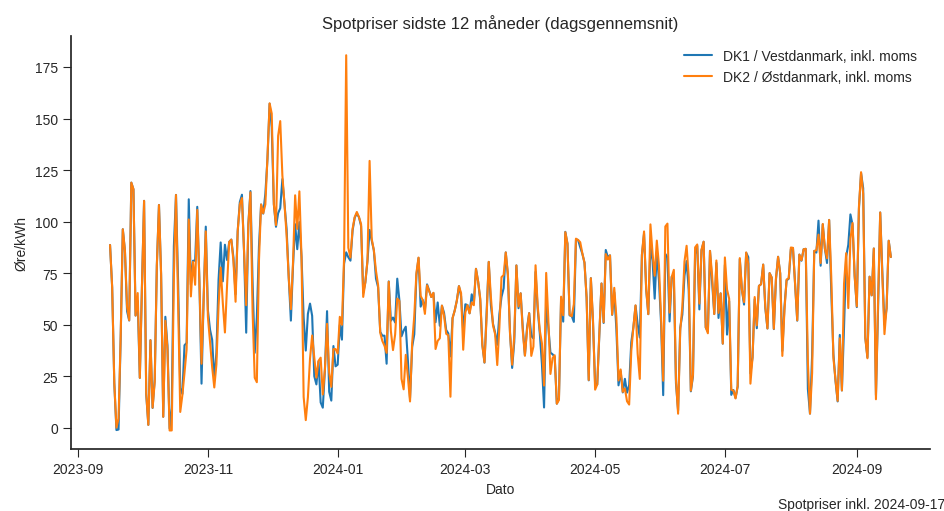 Spotpriser sidste 12 måneder (dagsgennemsnit)
DK1 / Vestdanmark, inkl. moms
DK2 / Østdanmark, inkl. moms
Øre/kWh
175
150
125
100
75
50
25
0
2023-09 2023-11 2024-01 2024-03 2024-05 2024-07 2024-09
Dato
Spotpriser inkl. 2024-09-17